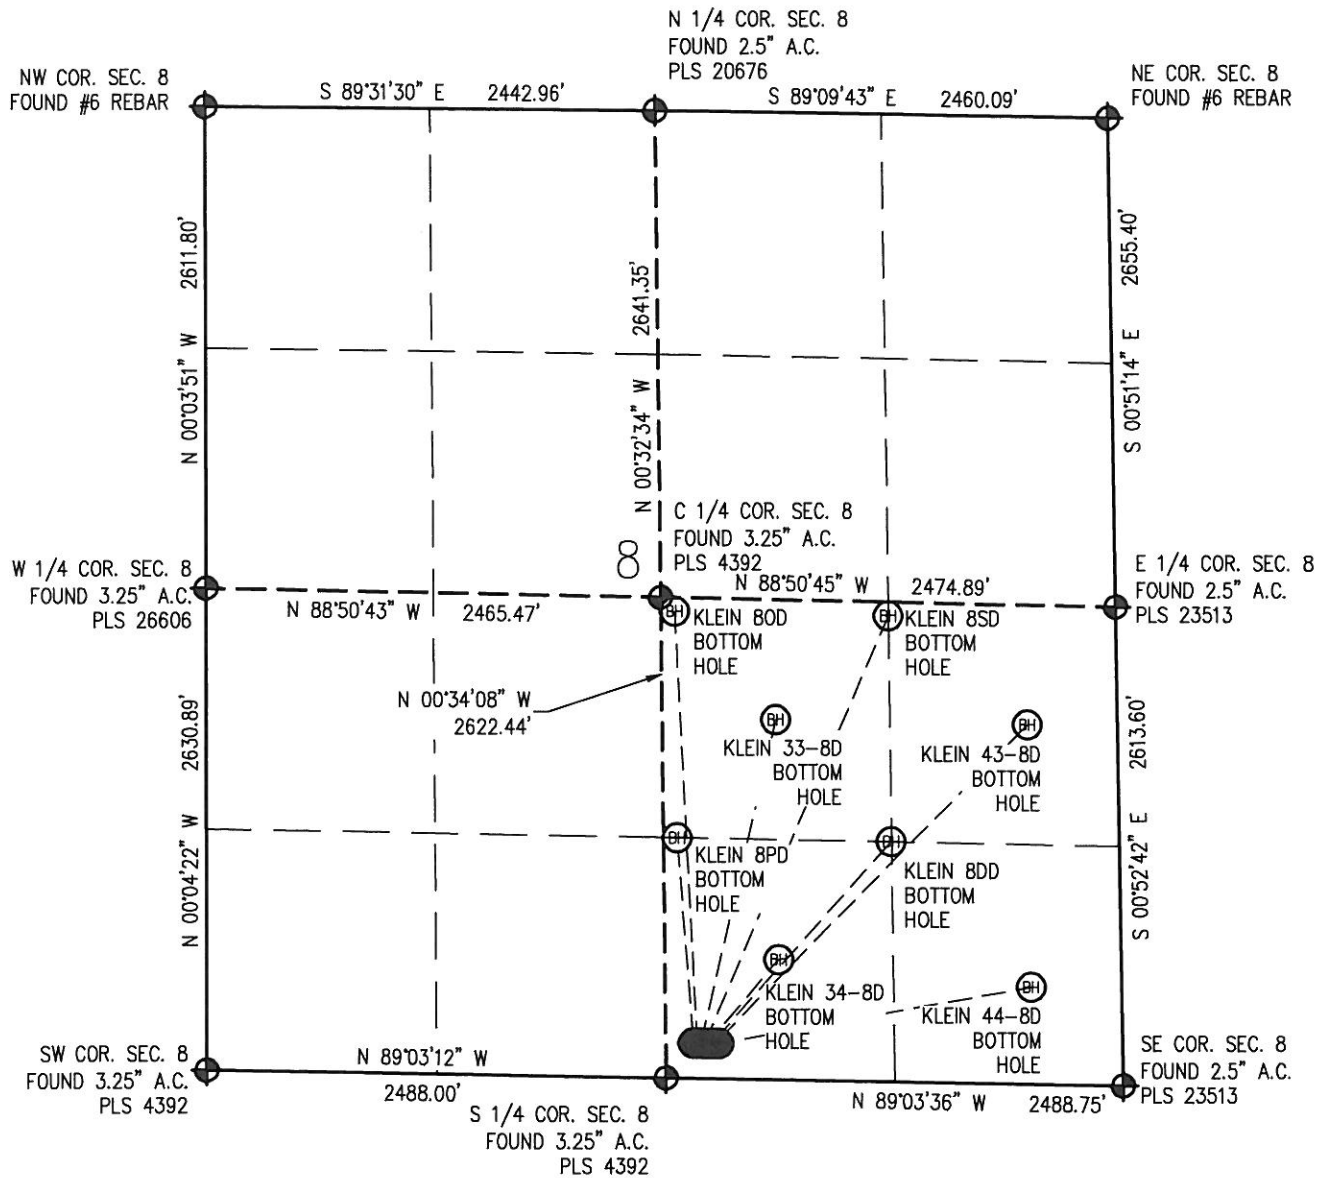 N 1/4 COR. SEC. 8
FOUND 2.5" A.C.
PLS 20676
NW COR. SEC. 8
FOUND #6 REBAR
S 89°31'30" E 2442.96'
S 89°09'43" E 2460.09'
NE COR. SEC. 8
FOUND #6 REBAR
N 00°03'51" W 2611.80'
N 00°32'34" W 2641.35'
S 00°51'14" E 2655.40'
C 1/4 COR. SEC. 8
FOUND 3.25" A.C.
PLS 4392
8
W 1/4 COR. SEC. 8
FOUND 3.25" A.C.
PLS 26606
N 88°50'43" W 2465.47'
N 88°50'45" W 2474.89'
E 1/4 COR. SEC. 8
FOUND 2.5" A.C.
PLS 23513
BH
KLEIN 8OD
BOTTOM
HOLE
BH
KLEIN 8SD
BOTTOM
HOLE
N 00°34'08" W
2622.44'
BH
KLEIN 33-8D
BOTTOM
HOLE
BH
KLEIN 43-8D
BOTTOM
HOLE
N 00°04'22" W 2630.89'
S 00°52'42" E 2613.60'
BH
KLEIN 8PD
BOTTOM
HOLE
BH
KLEIN 8DD
BOTTOM
HOLE
BH
KLEIN 34-8D
BOTTOM
HOLE
BH
KLEIN 44-8D
BOTTOM
HOLE
SW COR. SEC. 8
FOUND 3.25" A.C.
PLS 4392
N 89°03'12" W
2488.00'
S 1/4 COR. SEC. 8
FOUND 3.25" A.C.
PLS 4392
N 89°03'36" W 2488.75'
SE COR. SEC. 8
FOUND 2.5" A.C.
PLS 23513